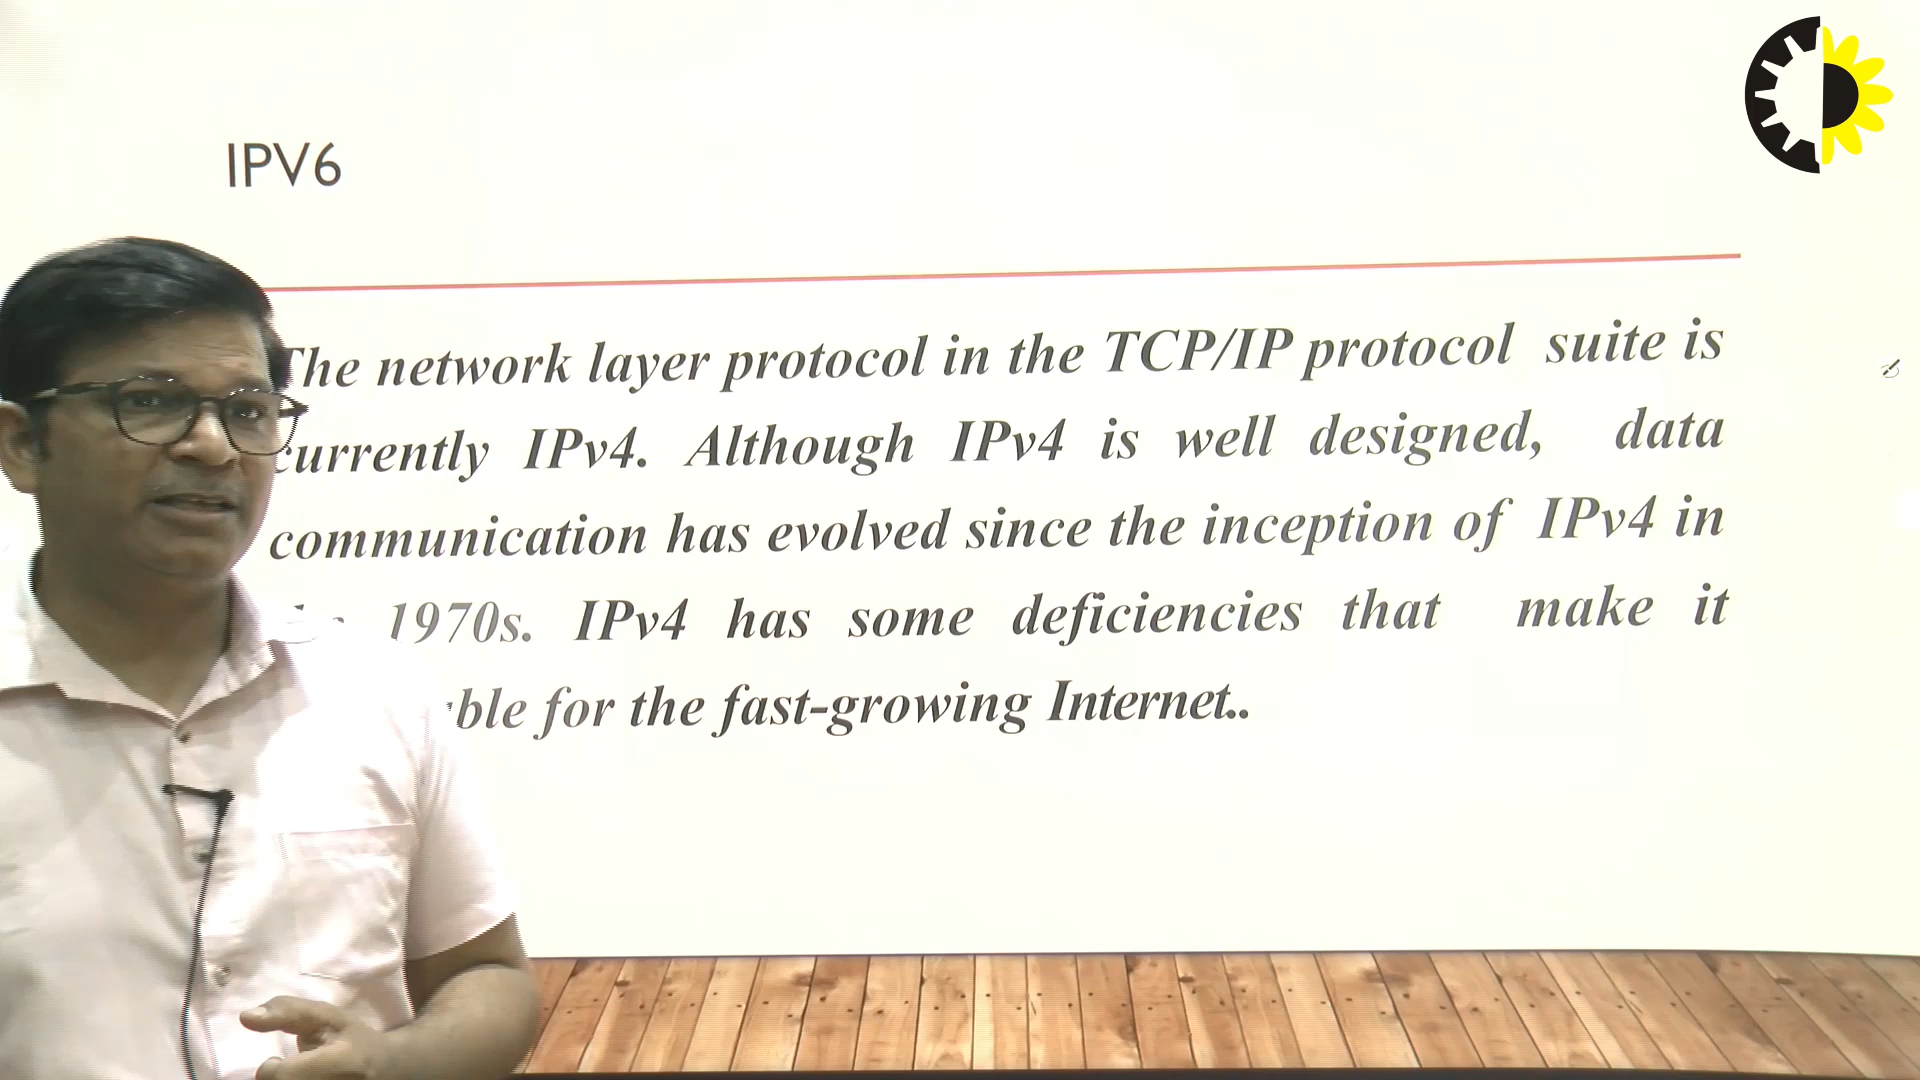 IPV6
The network layer protocol in the TCP/IP protocol suite is
currently IPv4. Although IPv4 is well designed, data
communication has evolved since the inception of IPv4 in
1970s. IPv4 has some deficiencies that make it
for the fast-growing Internet..